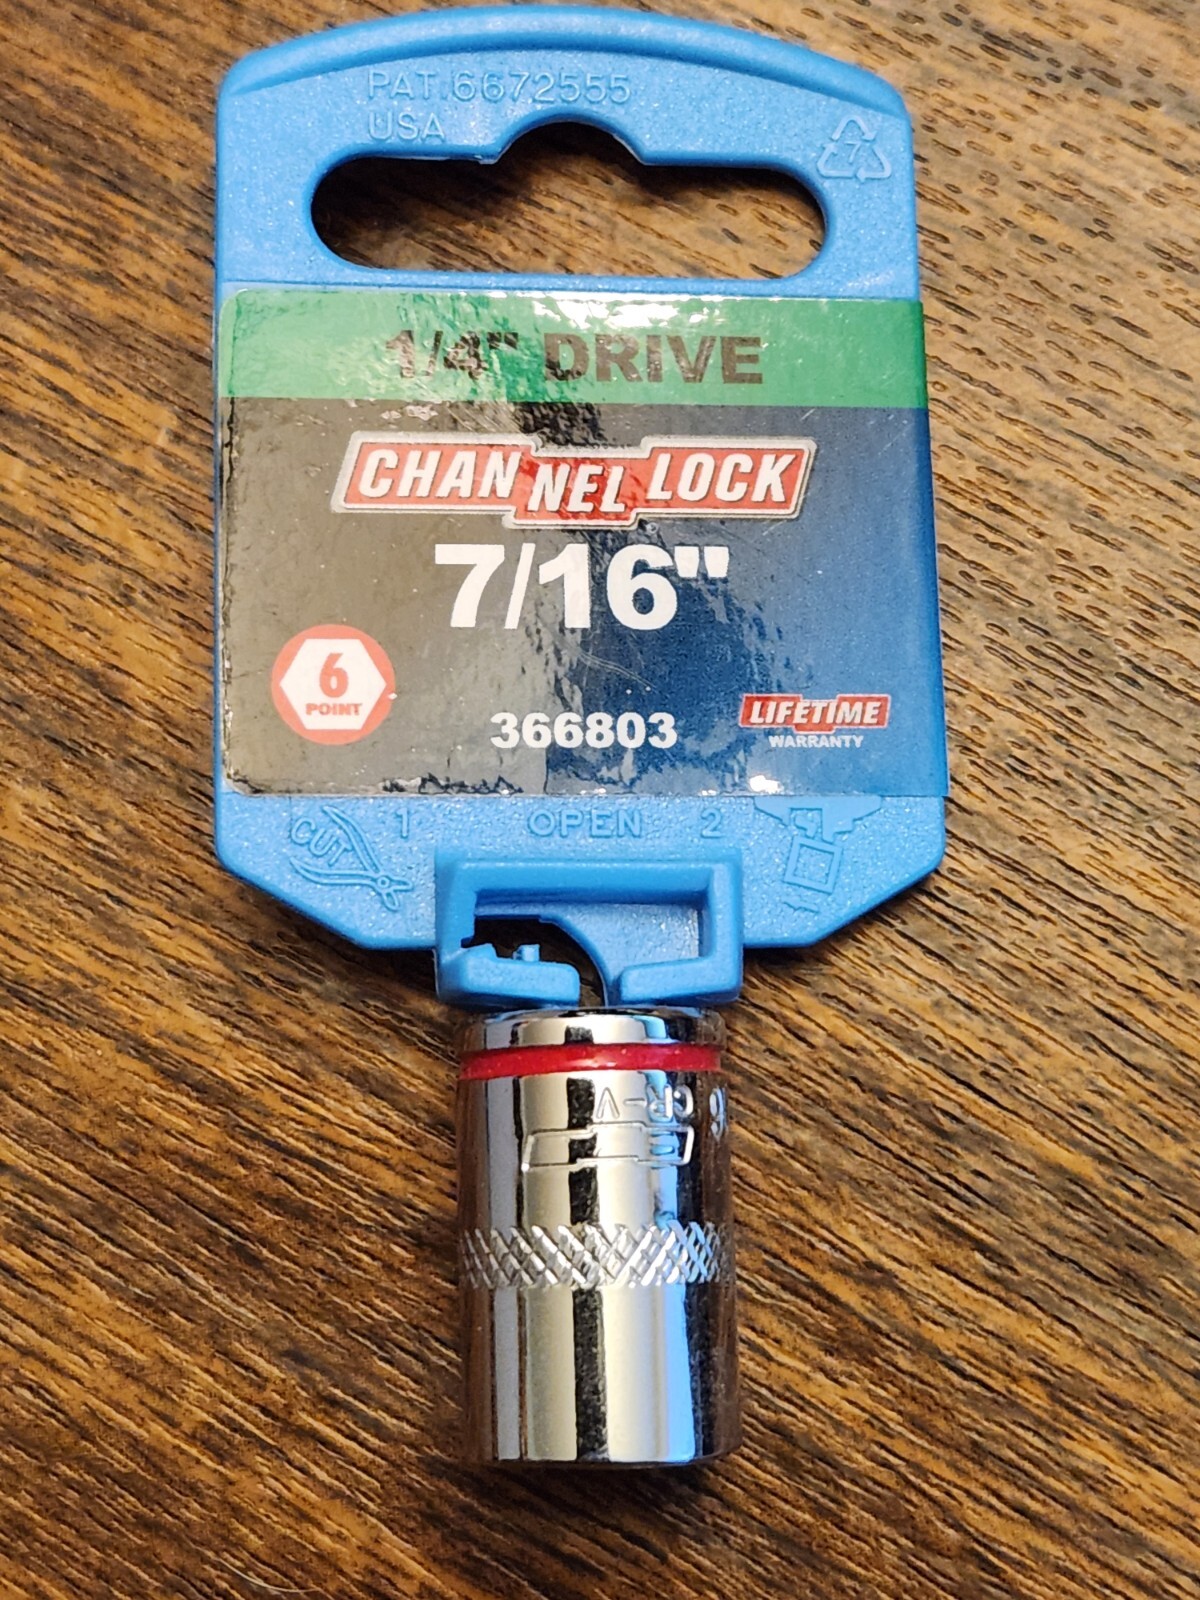 PAT.6672555
USA
7
1/4" DRIVE
CHANNELLOCK
7/16"
6
POINT
366803
LIFETIME
WARRANTY
CUT
1
OPEN
2
CR-V